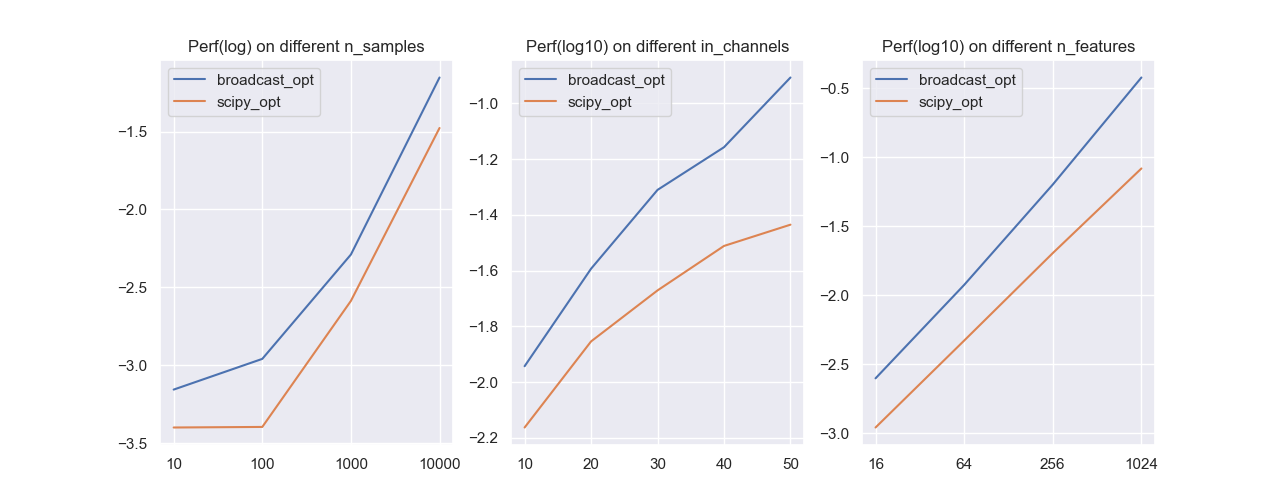 Perf(log) on different n_samples
broadcast_opt
scipy_opt
−1.5
−2.0
−2.5
−3.0
−3.5
10 100 1000 10000
Perf(log10) on different in_channels
broadcast_opt
scipy_opt
−1.0
−1.2
−1.4
−1.6
−1.8
−2.0
−2.2
10 20 30 40 50
Perf(log10) on different n_features
broadcast_opt
scipy_opt
−0.5
−1.0
−1.5
−2.0
−2.5
−3.0
16 64 256 1024